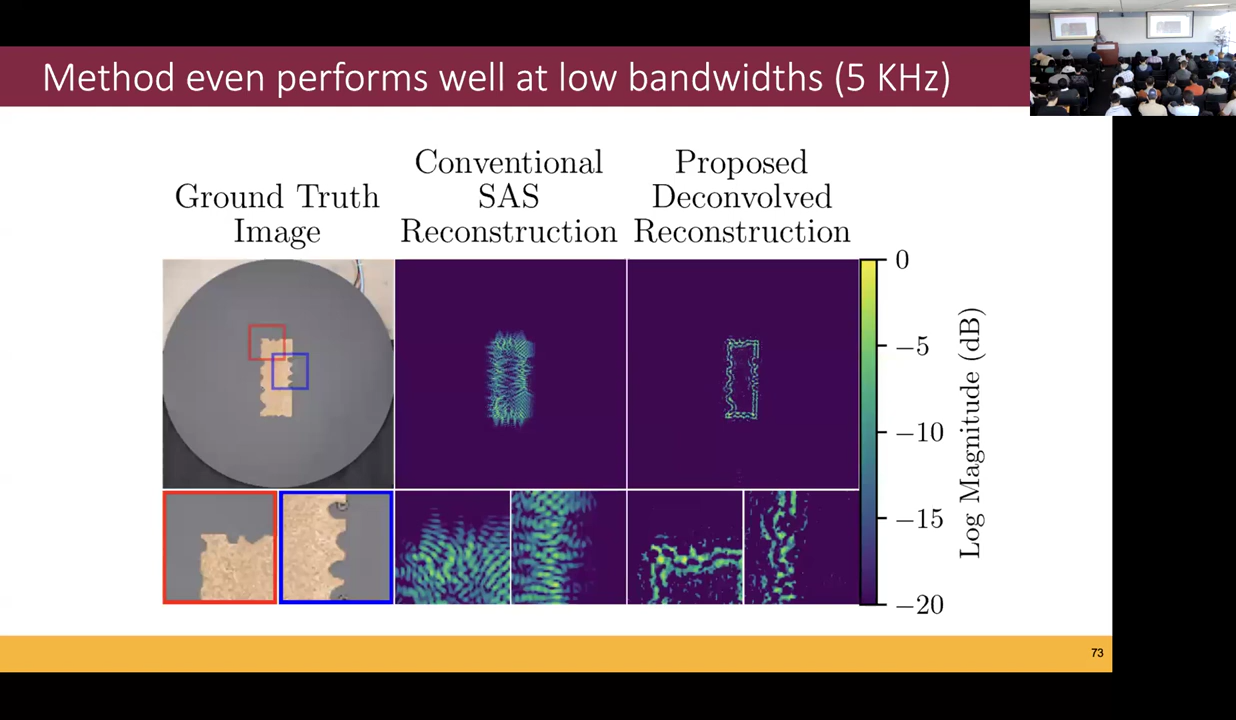 Method even performs well at low bandwidths (5 KHz)
Ground Truth
Image
Conventional
SAS
Reconstruction
Proposed
Deconvolved
Reconstruction
0
−5
−10
−15
−20
Log Magnitude (dB)
73